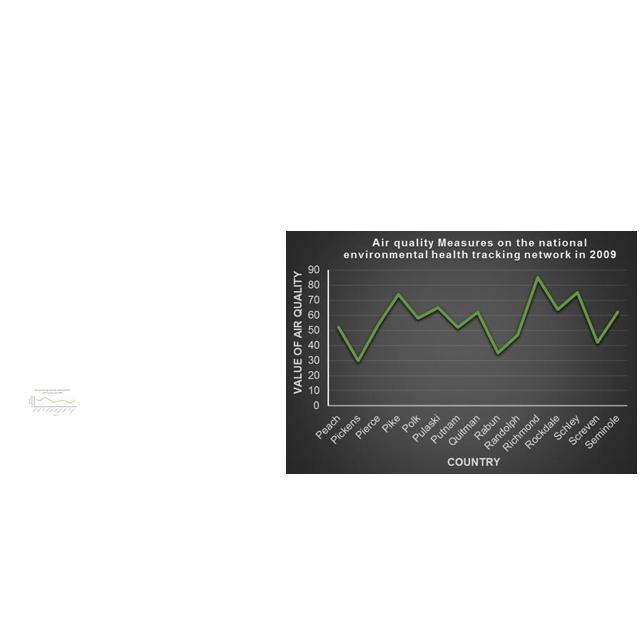 Air quality Measures on the national
environmental health tracking network in 2009
VALUE OF AIR QUALITY
90
80
70
60
50
40
30
20
10
0
Peach
Pickens
Pierce
Pike
Polk
Pulaski
Putnam
Quitman
Rabun
Randolph
Richmond
Rockdale
Schley
Screven
Seminole
COUNTRY